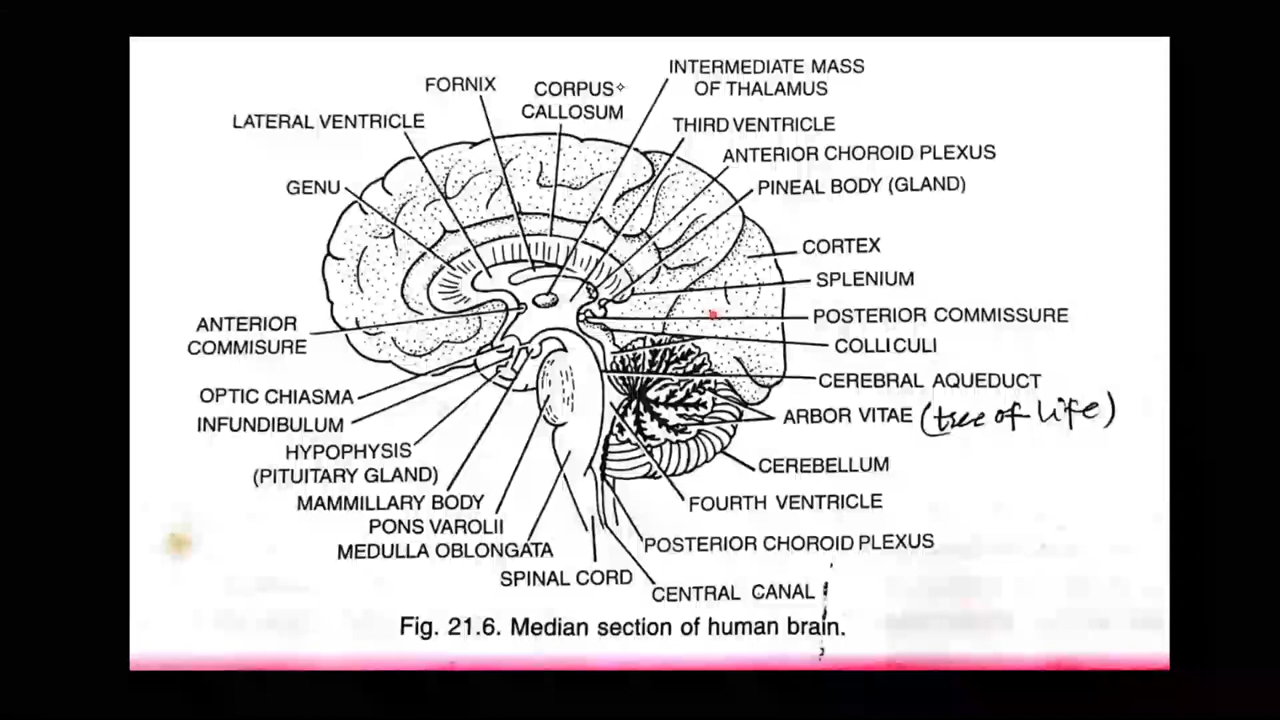 FORNIX
CORPUS
CALLOSUM
INTERMEDIATE MASS
OF THALAMUS
LATERAL VENTRICLE
THIRD VENTRICLE
ANTERIOR CHOROID PLEXUS
GENU
PINEAL BODY (GLAND)
CORTEX
SPLENIUM
ANTERIOR
COMMISURE
POSTERIOR COMMISSURE
COLLICULI
CEREBRAL AQUEDUCT
OPTIC CHIASMA
ARBOR VITAE (tree of life)
INFUNDIBULUM
HYPOPHYSIS
(PITUITARY GLAND)
CEREBELLUM
MAMMILLARY BODY
FOURTH VENTRICLE
PONS VAROLII
MEDULLA OBLONGATA
POSTERIOR CHOROID PLEXUS
SPINAL CORD
CENTRAL CANAL
Fig. 21.6. Median section of human brain.